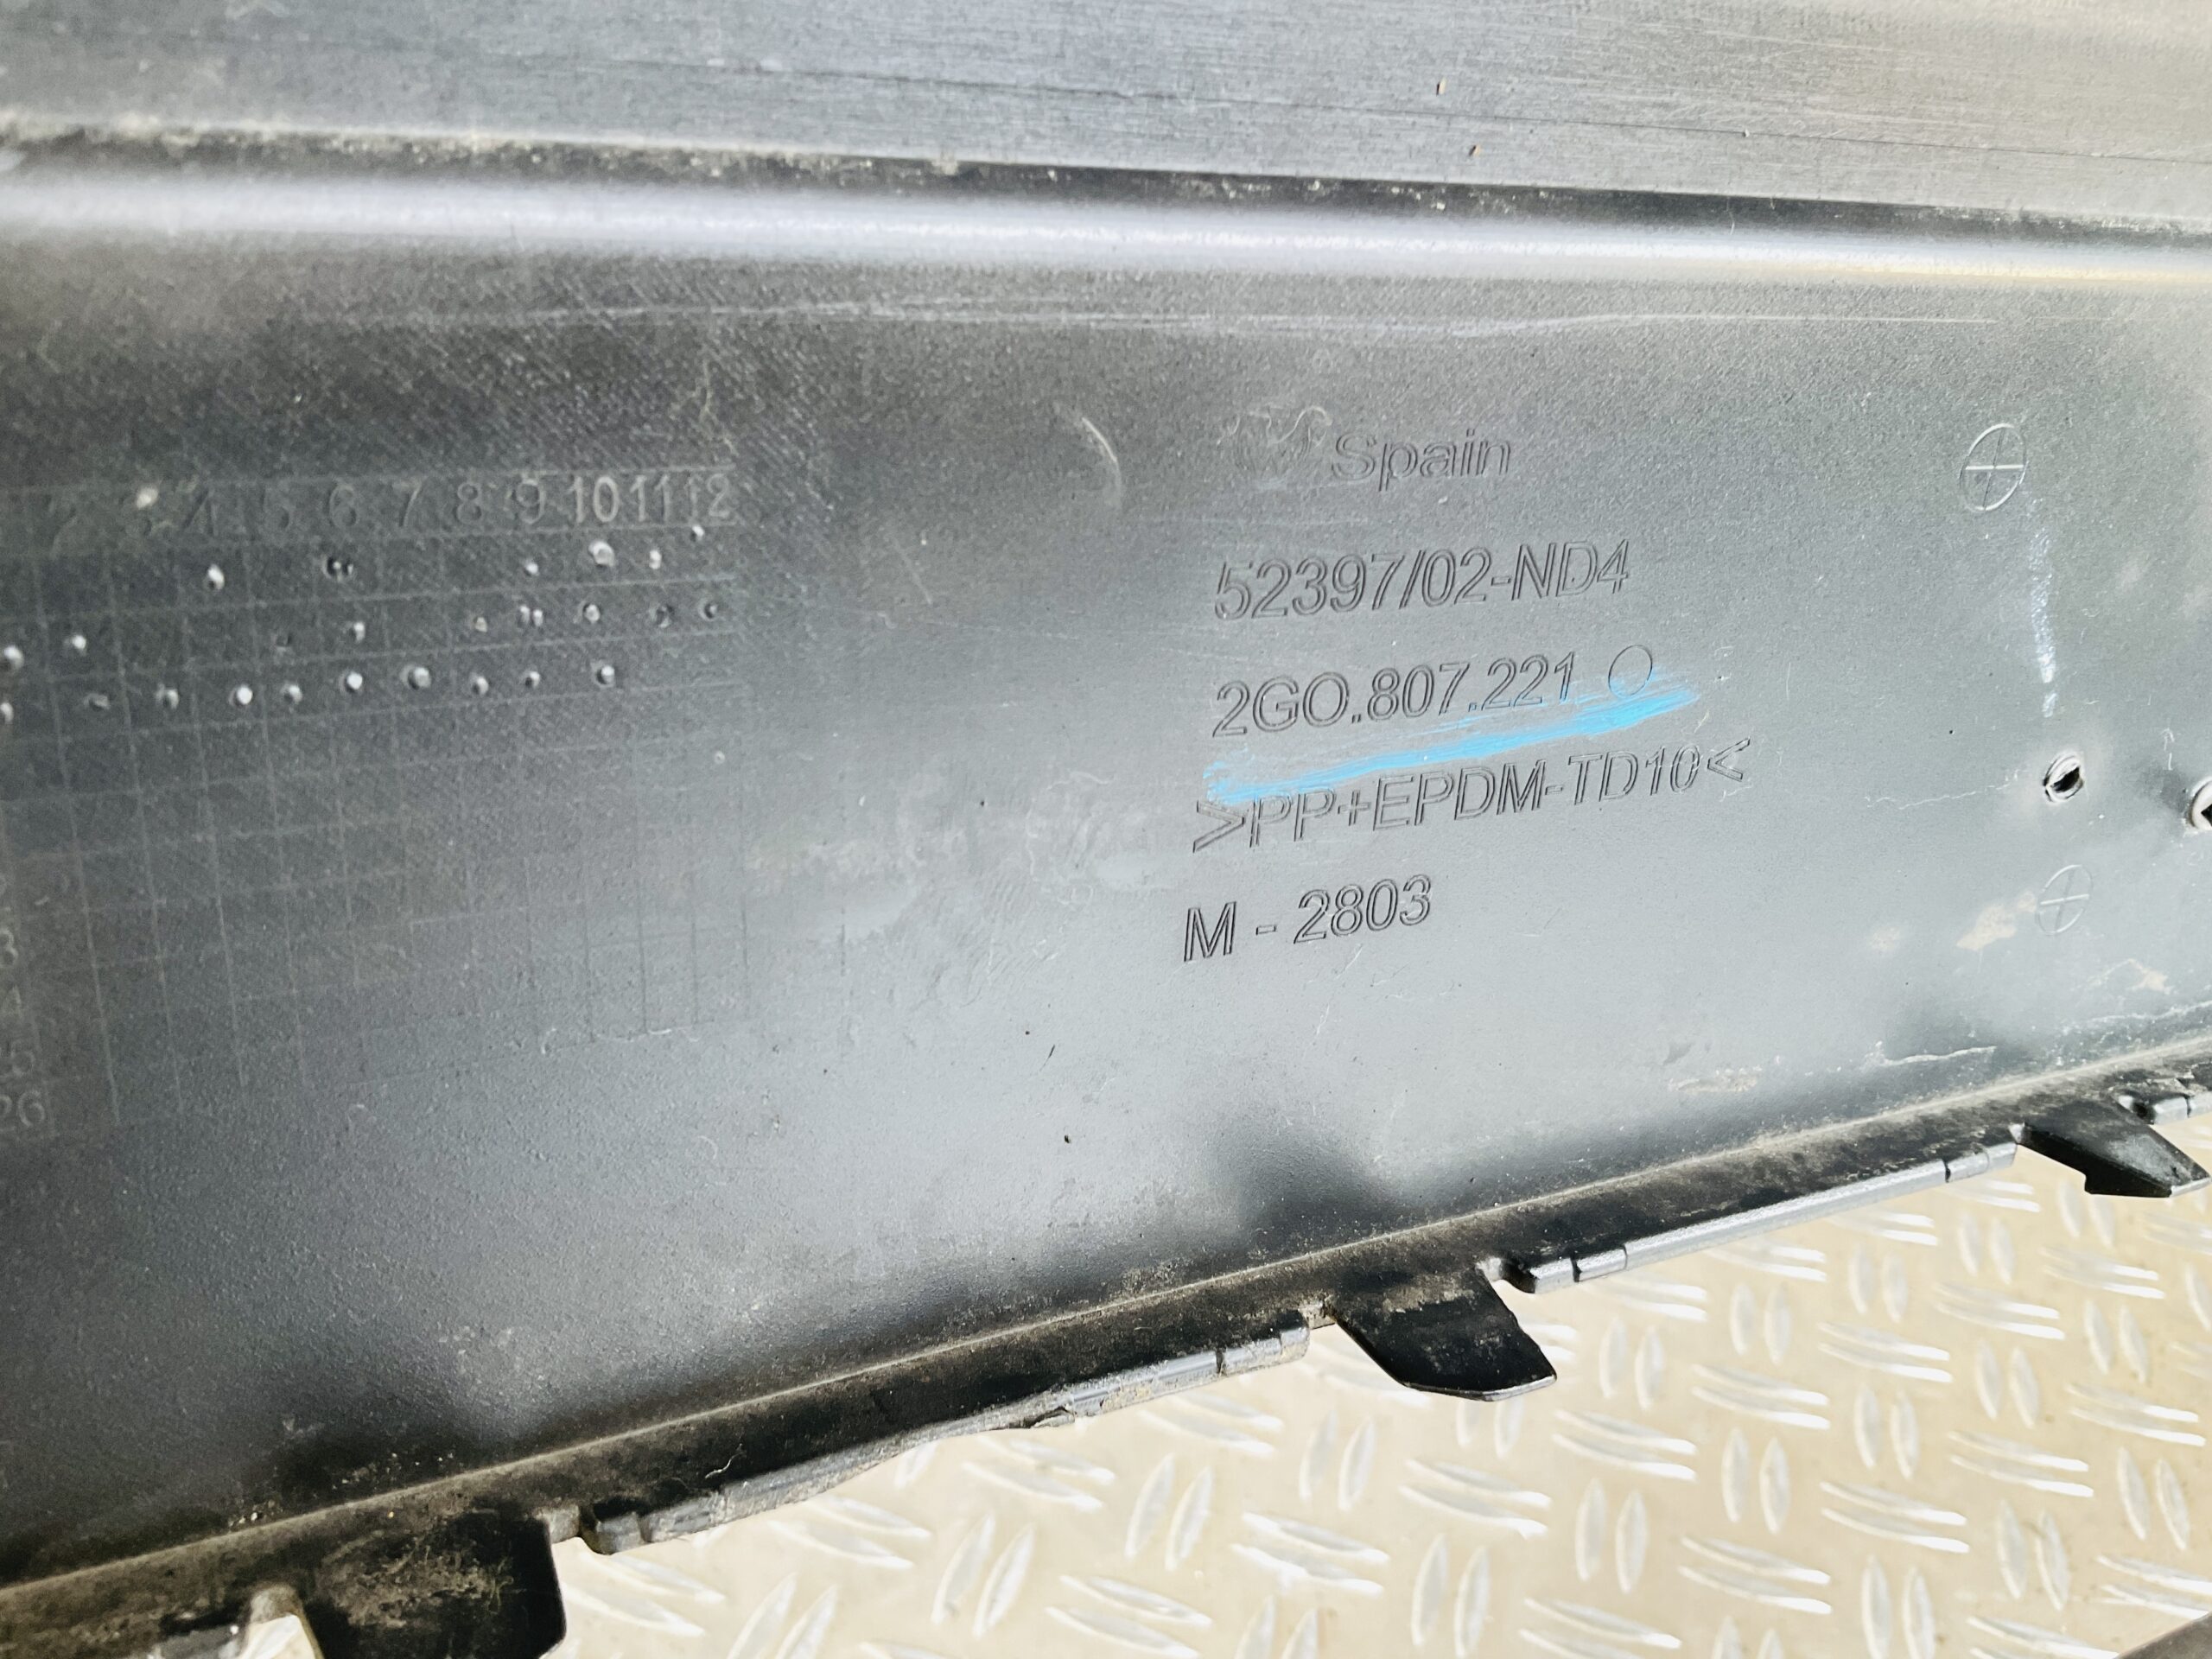 2 3 4 5 6 7 8 9 10 11 12
Spain
52397/02-ND4
2GO.807.221
>PP+EPDM-TD10<
M - 2803
26